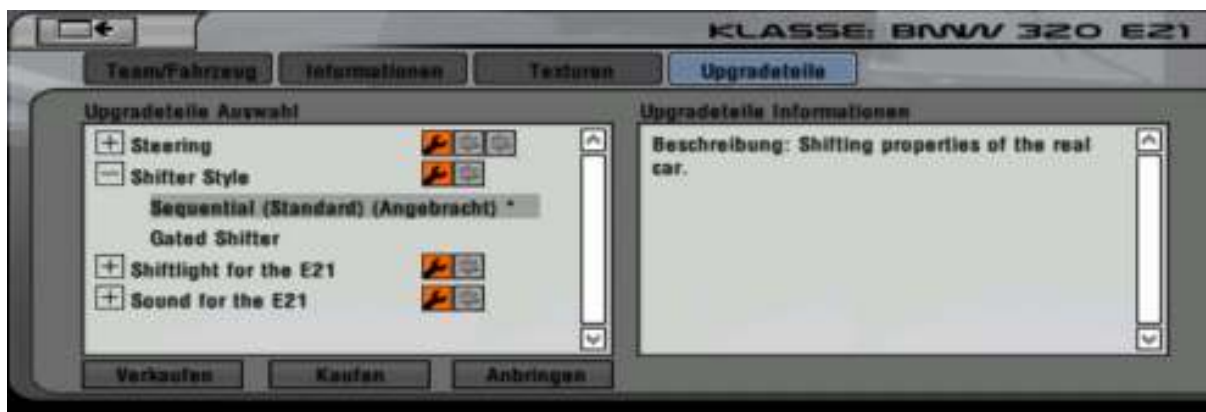 KLASSE: BMW 320 E21
Team/Fahrzeug Informationen Texturen Upgradeteile
Upgradeteile Auswahl
Steering
Shifter Style
Sequential (Standard) (Angebracht) *
Gated Shifter
Shiftlight for the E21
Sound for the E21
Verkaufen Kaufen Anbringen
Upgradeteile Informationen
Beschreibung: Shifting properties of the real
car.